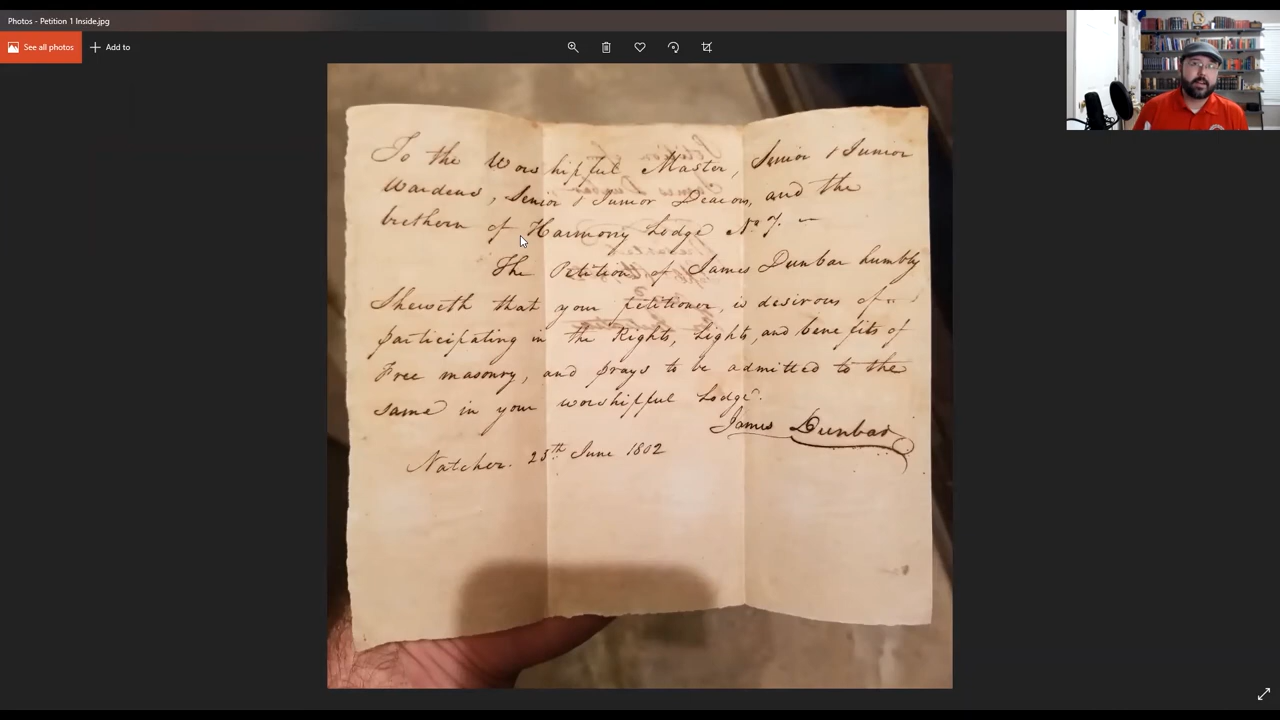 Photos - Petition 1 Inside.jpg
See all photos
Add to
To the Worshipful Master, Senior & Junior
Wardens, Senior & Junior Deacons, and the
brethern of Harmony Lodge No. 7. —
The Petition of James Dunbar humbly
Sheweth that your petitioner, is desirous of
participating in the Rights, Lights, and benefits of
Free masonry, and prays to be admitted to the
same in your worshipful Lodge.
James Dunbar
Natchez. 25th June 1802